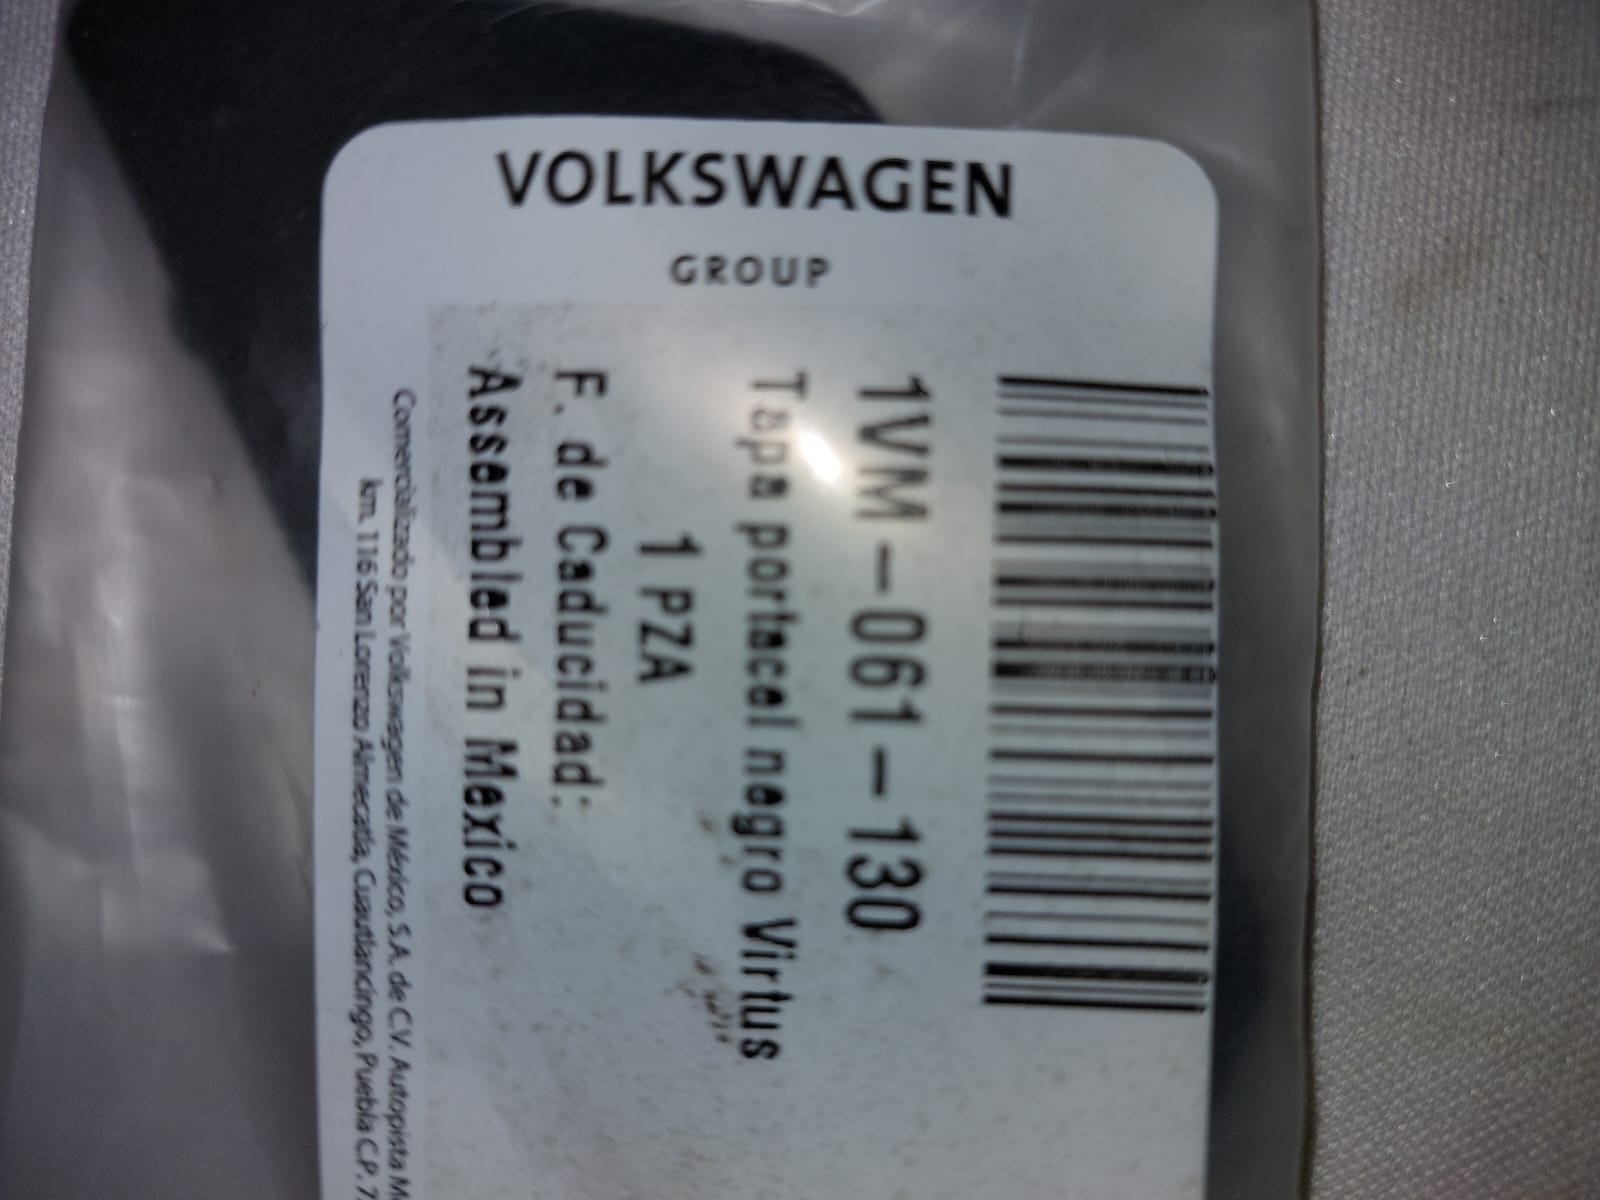 VOLKSWAGEN
GROUP
1VM-061-130
Tapa portacel negro Virtus
1 PZA
F. de Caducidad:
Assembled in Mexico
Comercializado por Volkswagen de México, S.A. de C.V. Autopista
km. 116 San Lorenzo Almecatla, Cuautlancingo, Puebla C.P.